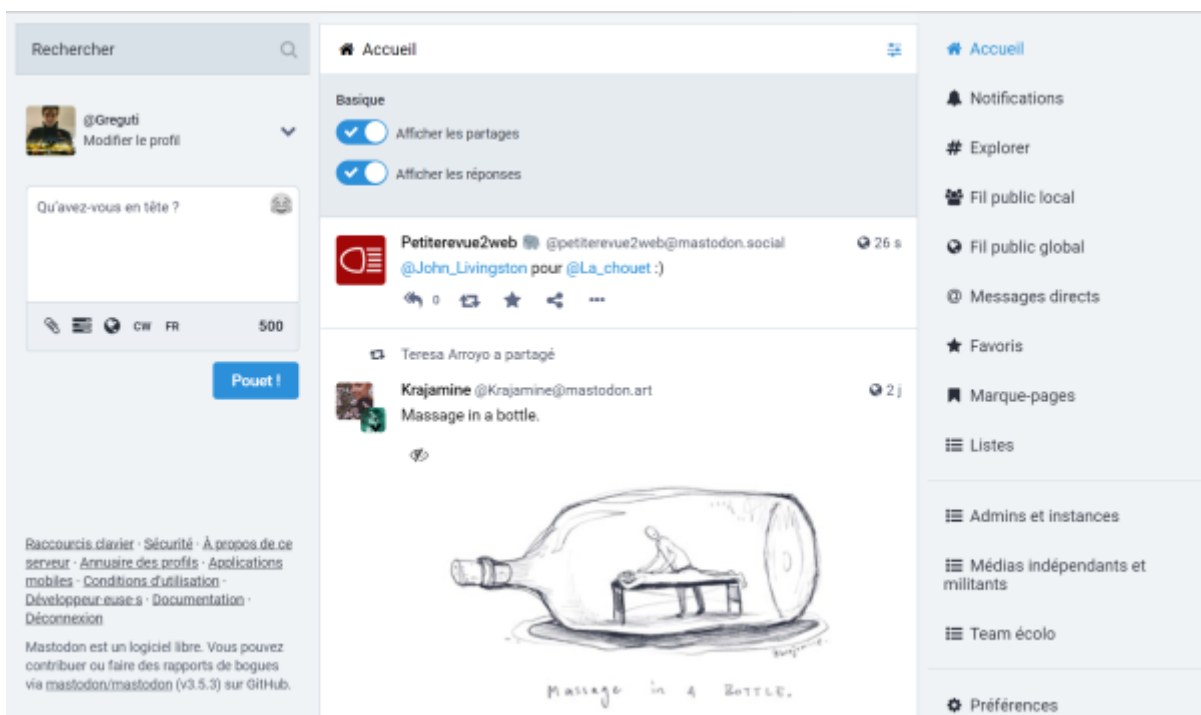 Rechercher
@Greguti
Modifier le profil
Qu'avez-vous en tête ?
CW FR 500
Pouet !
Raccourcis clavier · Sécurité · À propos de ce
serveur · Annuaire des profils · Applications
mobiles · Conditions d'utilisation ·
Développeur·euse·s · Documentation ·
Déconnexion
Mastodon est un logiciel libre. Vous pouvez
contribuer ou faire des rapports de bogues
via mastodon/mastodon (v3.5.3) sur GitHub.
Accueil
Basique
Afficher les partages
Afficher les réponses
Petiterevue2web @petiterevue2web@mastodon.social 26 s
@John_Livingston pour @La_chouet :)
0
Teresa Arroyo a partagé
Krajamine @Krajamine@mastodon.art 2 j
Massage in a bottle.
Krajamine
Massage in a BOTTLE.
Accueil
Notifications
# Explorer
Fil public local
Fil public global
@ Messages directs
Favoris
Marque-pages
Listes
Admins et instances
Médias indépendants et
militants
Team écolo
Préférences